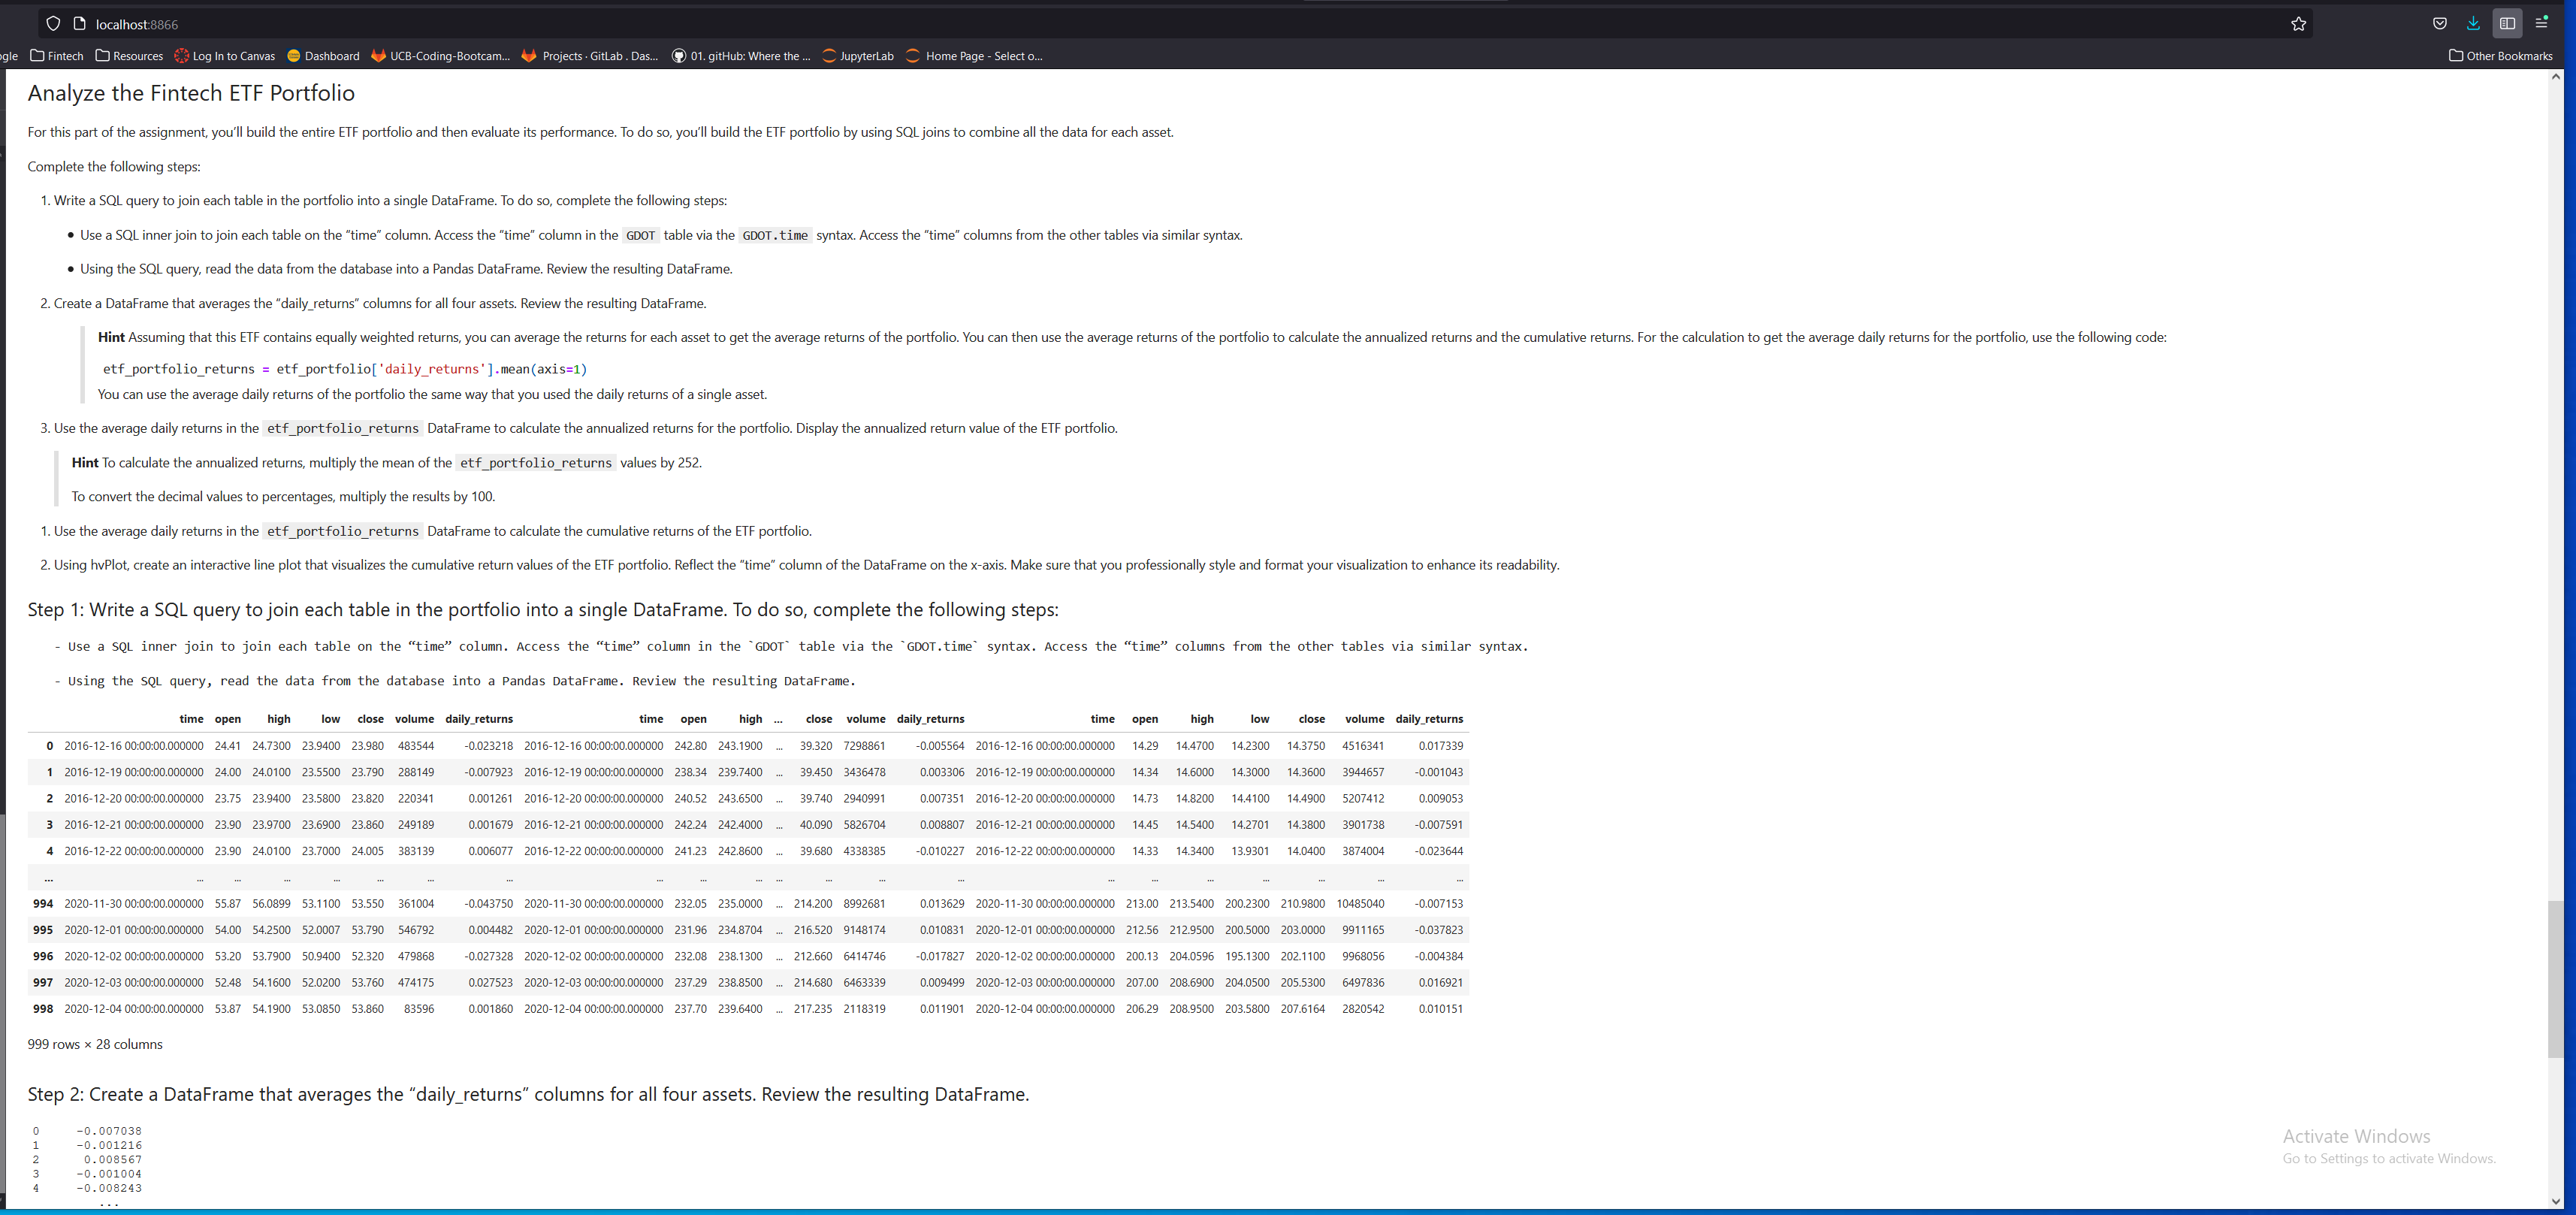 localhost:8866
ogle Fintech Resources Log In to Canvas Dashboard UCB-Coding-Bootcam... Projects · GitLab . Das... 01. gitHub: Where the ... JupyterLab Home Page - Select o... Other Bookmarks
Analyze the Fintech ETF Portfolio
For this part of the assignment, you’ll build the entire ETF portfolio and then evaluate its performance. To do so, you’ll build the ETF portfolio by using SQL joins to combine all the data for each asset.
Complete the following steps:
1. Write a SQL query to join each table in the portfolio into a single DataFrame. To do so, complete the following steps:
• Use a SQL inner join to join each table on the “time” column. Access the “time” column in the GDOT table via the GDOT.time syntax. Access the “time” columns from the other tables via similar syntax.
• Using the SQL query, read the data from the database into a Pandas DataFrame. Review the resulting DataFrame.
2. Create a DataFrame that averages the “daily_returns” columns for all four assets. Review the resulting DataFrame.
Hint Assuming that this ETF contains equally weighted returns, you can average the returns for each asset to get the average returns of the portfolio. You can then use the average returns of the portfolio to calculate the annualized returns and the cumulative returns. For the calculation to get the average daily returns for the portfolio, use the following code:
etf_portfolio_returns = etf_portfolio['daily_returns'].mean(axis=1)
You can use the average daily returns of the portfolio the same way that you used the daily returns of a single asset.
3. Use the average daily returns in the etf_portfolio_returns DataFrame to calculate the annualized returns for the portfolio. Display the annualized return value of the ETF portfolio.
Hint To calculate the annualized returns, multiply the mean of the etf_portfolio_returns values by 252.
To convert the decimal values to percentages, multiply the results by 100.
1. Use the average daily returns in the etf_portfolio_returns DataFrame to calculate the cumulative returns of the ETF portfolio.
2. Using hvPlot, create an interactive line plot that visualizes the cumulative return values of the ETF portfolio. Reflect the “time” column of the DataFrame on the x-axis. Make sure that you professionally style and format your visualization to enhance its readability.
Step 1: Write a SQL query to join each table in the portfolio into a single DataFrame. To do so, complete the following steps:
- Use a SQL inner join to join each table on the “time” column. Access the “time” column in the `GDOT` table via the `GDOT.time` syntax. Access the “time” columns from the other tables via similar syntax.
- Using the SQL query, read the data from the database into a Pandas DataFrame. Review the resulting DataFrame.
time open high low close volume daily_returns time open high ... close volume daily_returns time open high low close volume daily_returns
0 2016-12-16 00:00:00.000000 24.41 24.7300 23.9400 23.980 483544 -0.023218 2016-12-16 00:00:00.000000 242.80 243.1900 ... 39.320 7298861 -0.005564 2016-12-16 00:00:00.000000 14.29 14.4700 14.2300 14.3750 4516341 0.017339
1 2016-12-19 00:00:00.000000 24.00 24.0100 23.5500 23.790 288149 -0.007923 2016-12-19 00:00:00.000000 238.34 239.7400 ... 39.450 3436478 0.003306 2016-12-19 00:00:00.000000 14.34 14.6000 14.3000 14.3600 3944657 -0.001043
2 2016-12-20 00:00:00.000000 23.75 23.9400 23.5800 23.820 220341 0.001261 2016-12-20 00:00:00.000000 240.52 243.6500 ... 39.740 2940991 0.007351 2016-12-20 00:00:00.000000 14.73 14.8200 14.4100 14.4900 5207412 0.009053
3 2016-12-21 00:00:00.000000 23.90 23.9700 23.6900 23.860 249189 0.001679 2016-12-21 00:00:00.000000 242.24 242.4000 ... 40.090 5826704 0.008807 2016-12-21 00:00:00.000000 14.45 14.5400 14.2701 14.3800 3901738 -0.007591
4 2016-12-22 00:00:00.000000 23.90 24.0100 23.7000 24.005 383139 0.006077 2016-12-22 00:00:00.000000 241.23 242.8600 ... 39.680 4338385 -0.010227 2016-12-22 00:00:00.000000 14.33 14.3400 13.9301 14.0400 3874004 -0.023644
... ... ... ... ... ... ... ... ... ... ... ... ... ... ... ... ... ... ... ... ... ...
994 2020-11-30 00:00:00.000000 55.87 56.0899 53.1100 53.550 361004 -0.043750 2020-11-30 00:00:00.000000 232.05 235.0000 ... 214.200 8992681 0.013629 2020-11-30 00:00:00.000000 213.00 213.5400 200.2300 210.9800 10485040 -0.007153
995 2020-12-01 00:00:00.000000 54.00 54.2500 52.0007 53.790 546792 0.004482 2020-12-01 00:00:00.000000 231.96 234.8704 ... 216.520 9148174 0.010831 2020-12-01 00:00:00.000000 212.56 212.9500 200.5000 203.0000 9911165 -0.037823
996 2020-12-02 00:00:00.000000 53.20 53.7900 50.9400 52.320 479868 -0.027328 2020-12-02 00:00:00.000000 232.08 238.1300 ... 212.660 6414746 -0.017827 2020-12-02 00:00:00.000000 200.13 204.0596 195.1300 202.1100 9968056 -0.004384
997 2020-12-03 00:00:00.000000 52.48 54.1600 52.0200 53.760 474175 0.027523 2020-12-03 00:00:00.000000 237.29 238.8500 ... 214.680 6463339 0.009499 2020-12-03 00:00:00.000000 207.00 208.6900 204.0500 205.5300 6497836 0.016921
998 2020-12-04 00:00:00.000000 53.87 54.1900 53.0850 53.860 83596 0.001860 2020-12-04 00:00:00.000000 237.70 239.6400 ... 217.235 2118319 0.011901 2020-12-04 00:00:00.000000 206.29 208.9500 203.5800 207.6164 2820542 0.010151
999 rows × 28 columns
Step 2: Create a DataFrame that averages the “daily_returns” columns for all four assets. Review the resulting DataFrame.
0 -0.007038
1 -0.001216
2 0.008567
3 -0.001004
4 -0.008243
...
Activate Windows
Go to Settings to activate Windows.